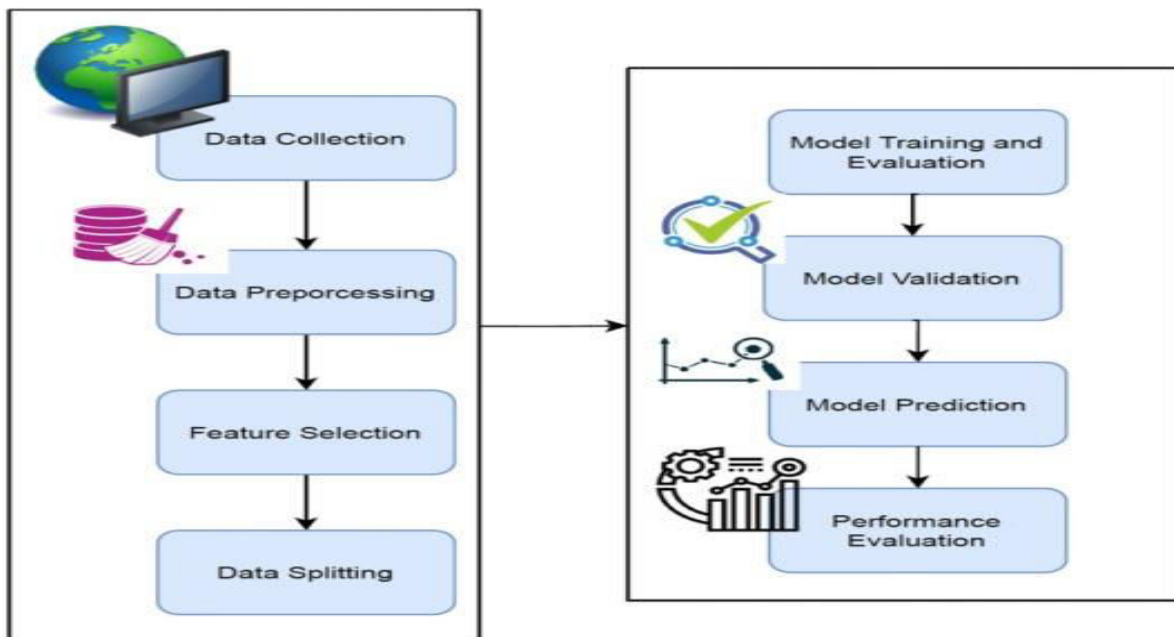 Data Collection
Data Preporcessing
Feature Selection
Data Splitting
Model Training and
Evaluation
Model Validation
Model Prediction
Performance
Evaluation